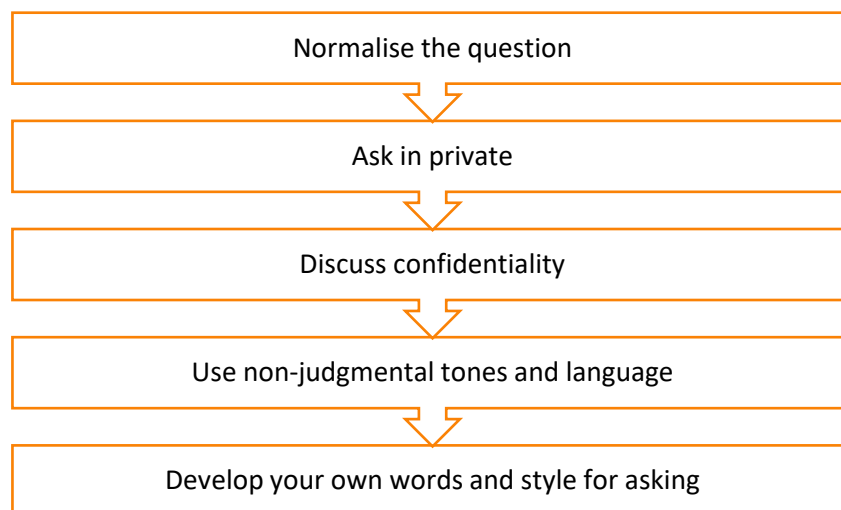 Normalise the question
Ask in private
Discuss confidentiality
Use non-judgmental tones and language
Develop your own words and style for asking